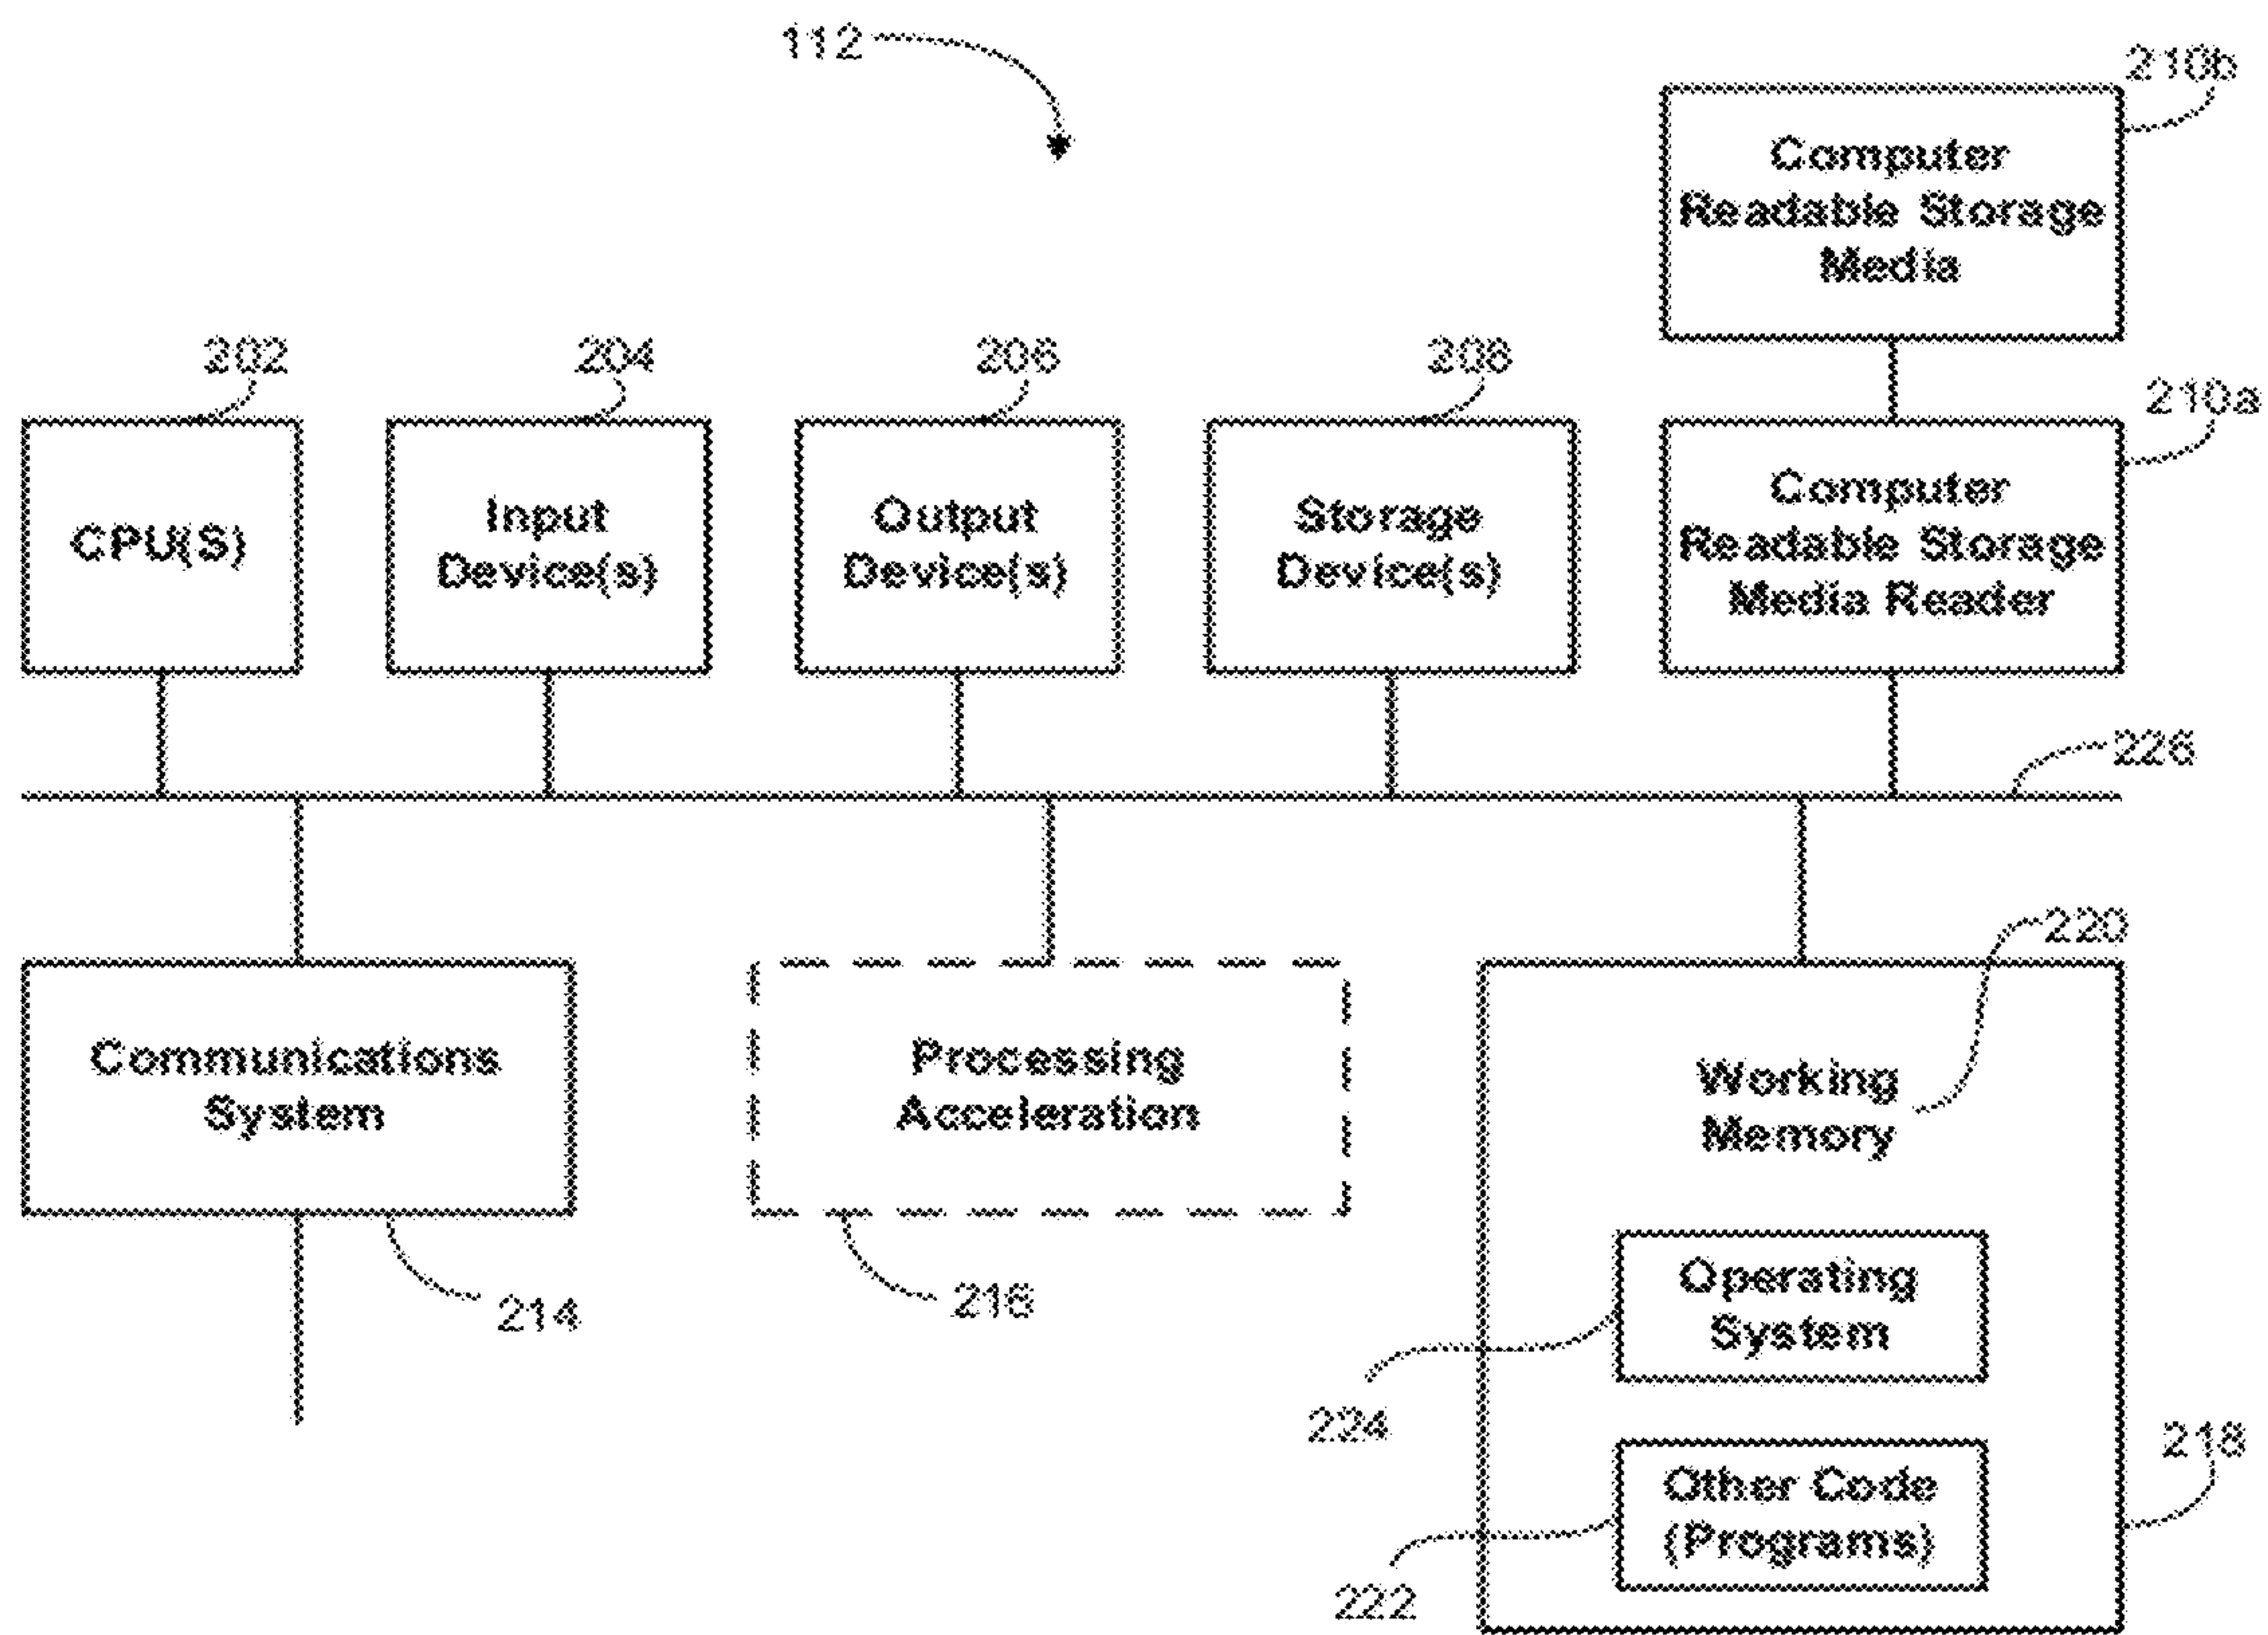 112
210b
Computer
Readable Storage
Media
202
204
206
208
210a
CPU(S)
Input
Device(s)
Output
Device(s)
Storage
Device(s)
Computer
Readable Storage
Media Reader
226
220
Communications
System
Processing
Acceleration
Working
Memory
214
216
Operating
System
224
218
Other Code
(Programs)
222